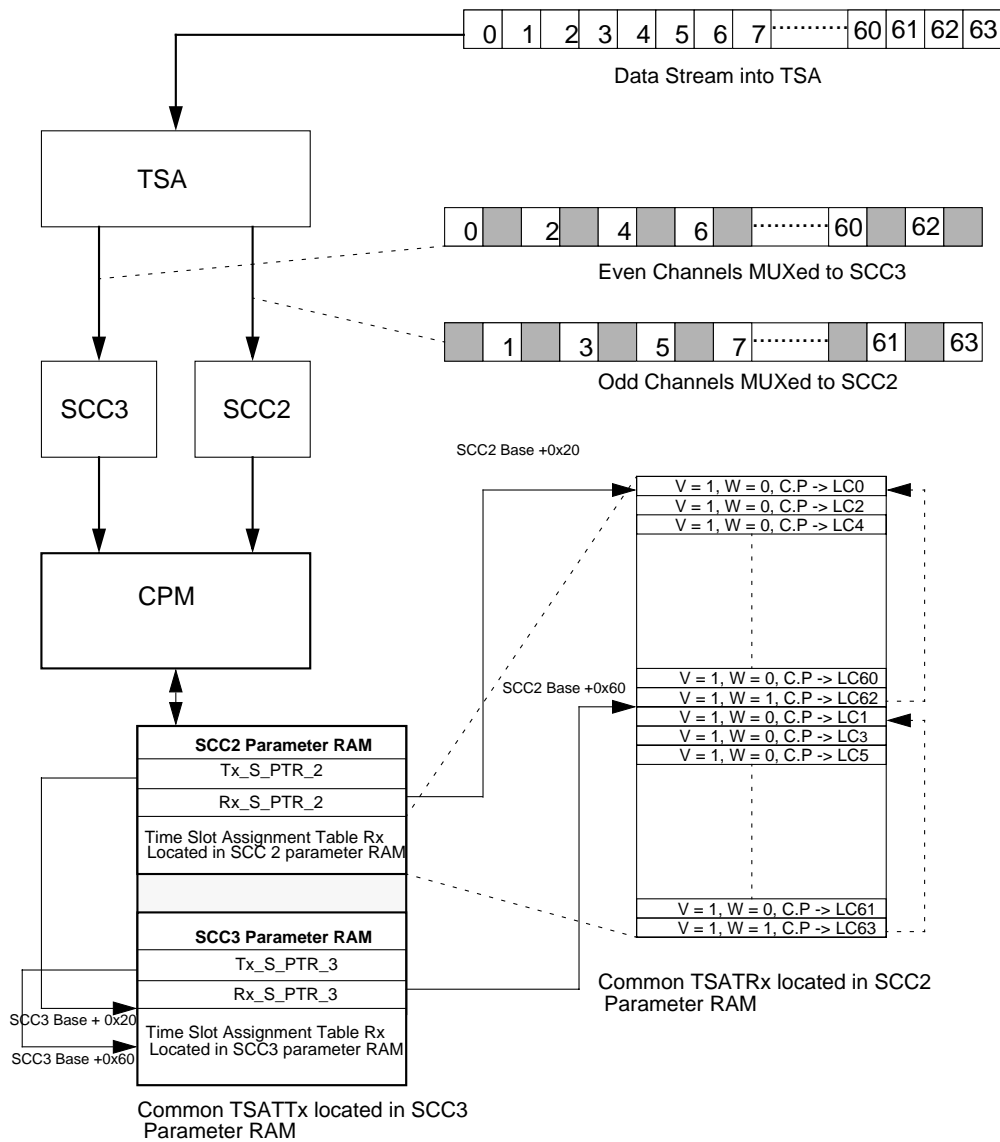 0 1 2 3 4 5 6 7 60 61 62 63
Data Stream into TSA
TSA
0 2 4 6 60 62
Even Channels MUXed to SCC3
1 3 5 7 61 63
Odd Channels MUXed to SCC2
SCC3
SCC2
SCC2 Base +0x20
V = 1, W = 0, C.P -> LC0
V = 1, W = 0, C.P -> LC2
V = 1, W = 0, C.P -> LC4
CPM
SCC2 Base +0x60
V = 1, W = 0, C.P -> LC60
V = 1, W = 1, C.P -> LC62
V = 1, W = 0, C.P -> LC1
V = 1, W = 0, C.P -> LC3
V = 1, W = 0, C.P -> LC5
V = 1, W = 0, C.P -> LC61
V = 1, W = 1, C.P -> LC63
Common TSATRx located in SCC2
Parameter RAM
SCC2 Parameter RAM
Tx_S_PTR_2
Rx_S_PTR_2
Time Slot Assignment Table Rx
Located in SCC 2 parameter RAM
SCC3 Parameter RAM
Tx_S_PTR_3
Rx_S_PTR_3
SCC3 Base + 0x20
Time Slot Assignment Table Rx
Located in SCC3 parameter RAM
SCC3 Base +0x60
Common TSATTx located in SCC3
Parameter RAM